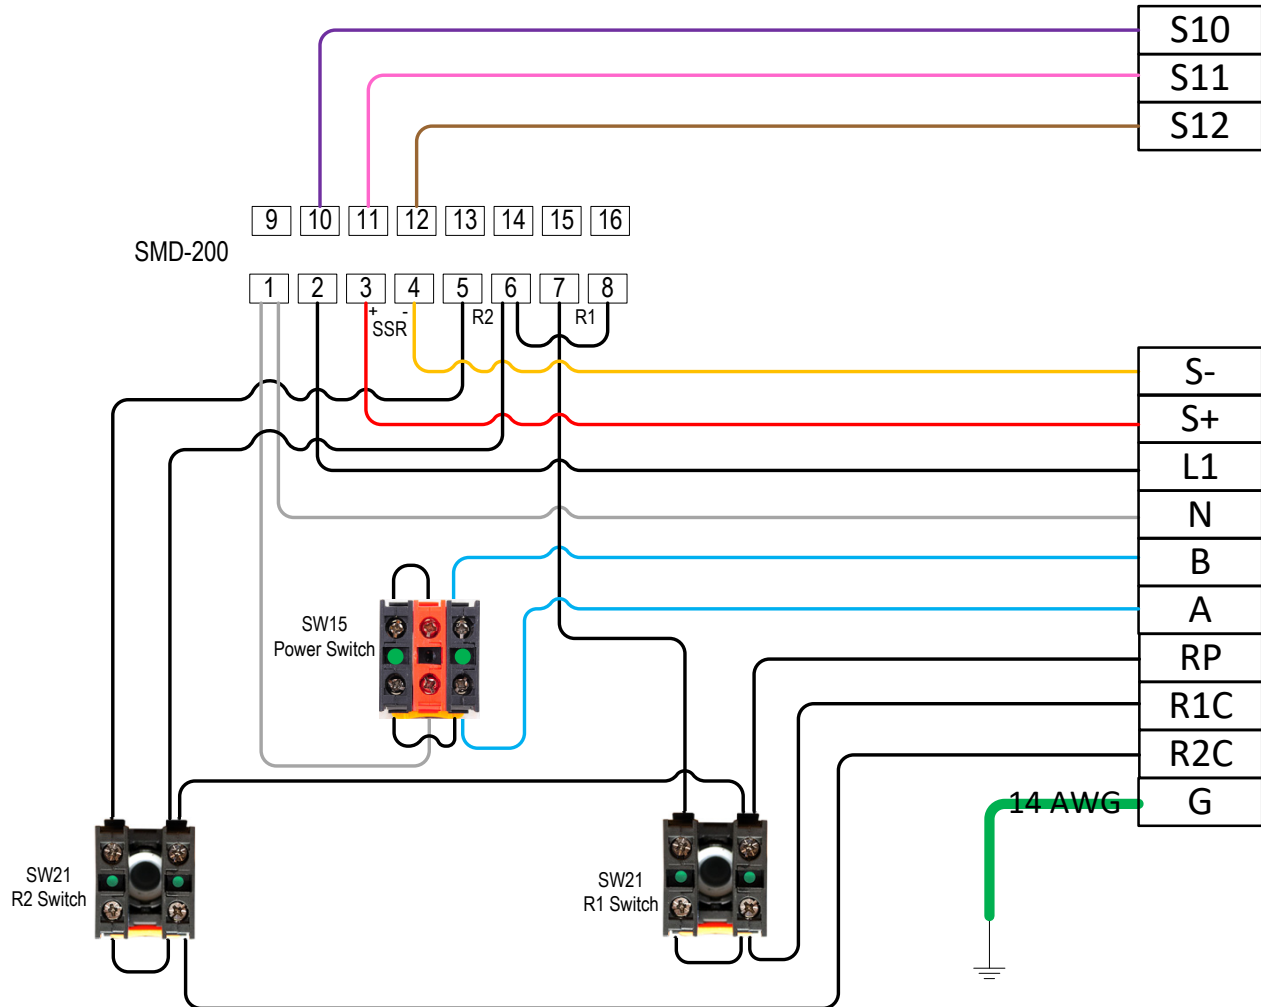 S10
S11
S12
9 10 11 12 13 14 15 16
SMD-200
1 2 3 4 5 6 7 8
+ - R2 R1
SSR
S-
S+
L1
N
B
A
SW15
Power Switch
RP
R1C
R2C
14 AWG G
SW21
R2 Switch
SW21
R1 Switch